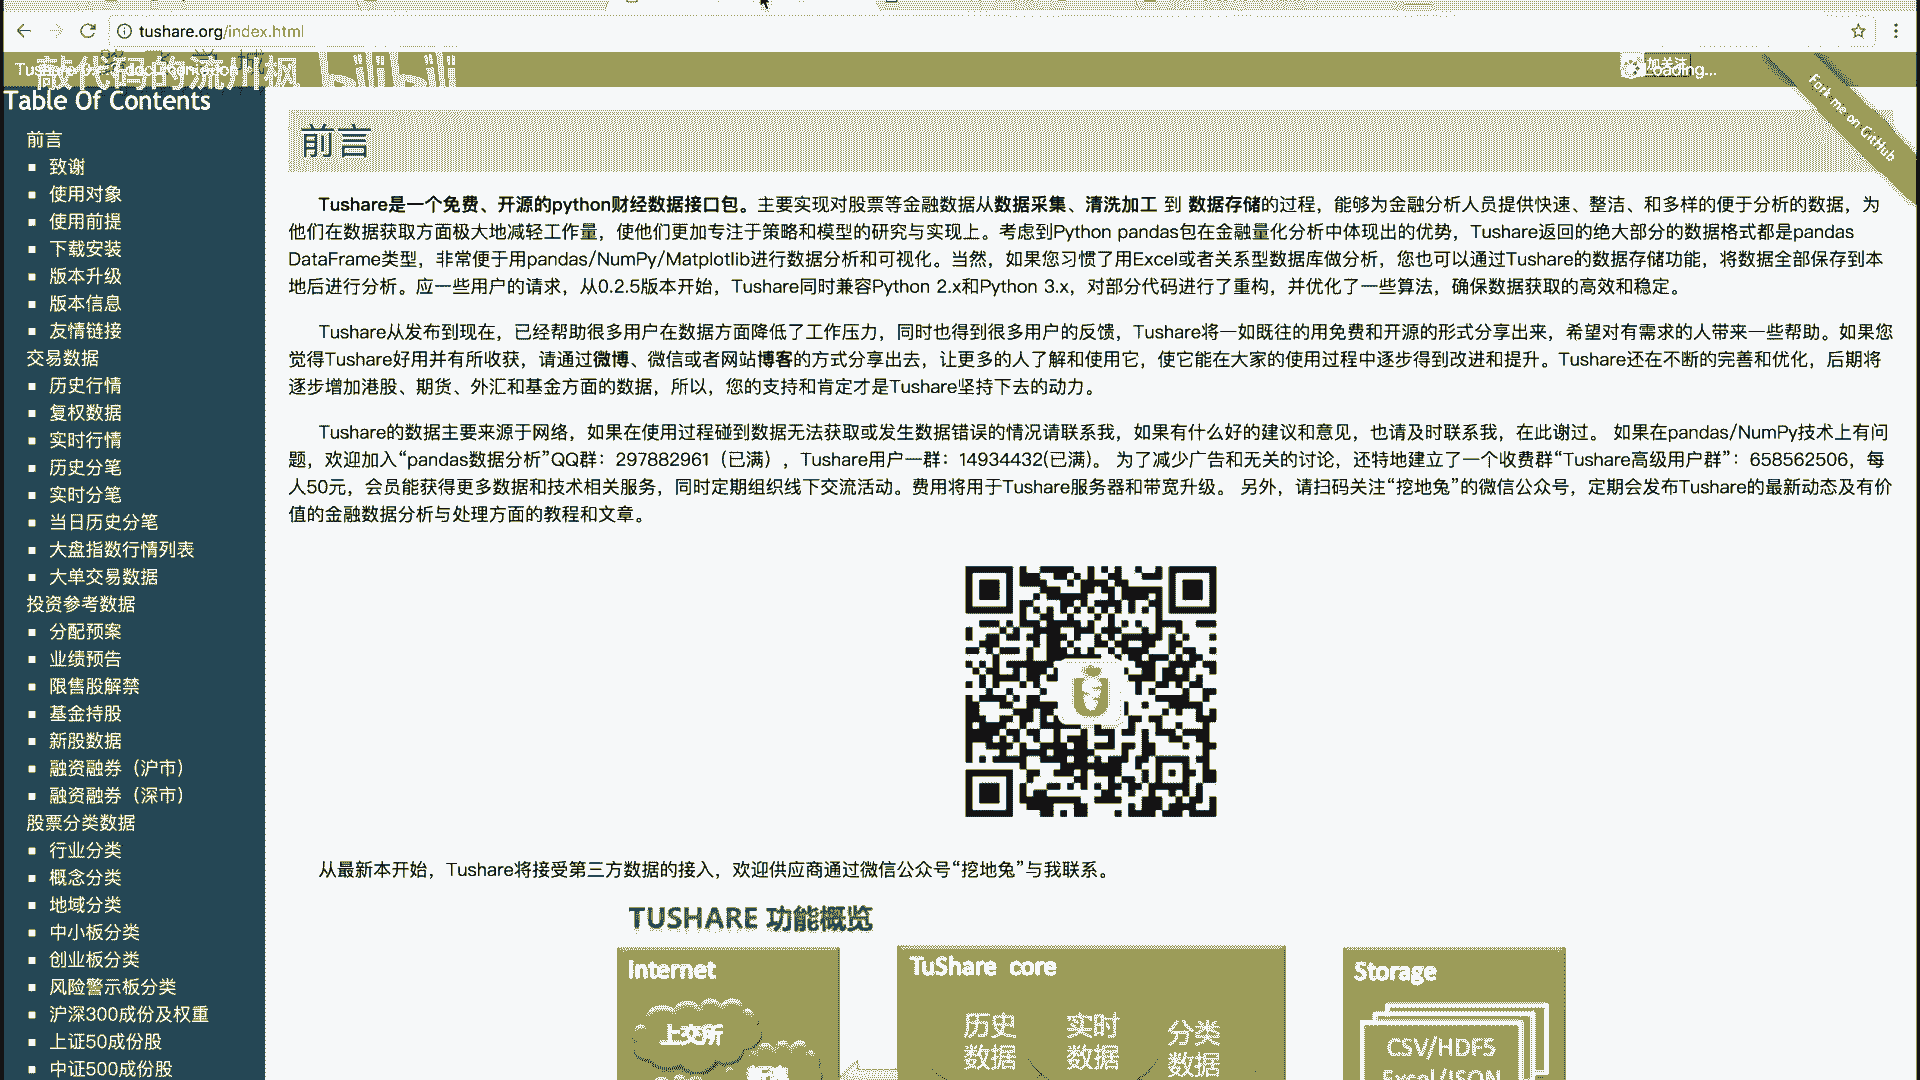 tushare.org/index.html
敲代码的流川枫
bilibili
加关注
Loading...
Fork me on GitHub
Table Of Contents
前言
致谢
使用对象
使用前提
下载安装
版本升级
版本信息
友情链接
交易数据
历史行情
复权数据
实时行情
历史分笔
实时分笔
当日历史分笔
大盘指数行情列表
大单交易数据
投资参考数据
分配预案
业绩预告
限售股解禁
基金持股
新股数据
融资融券（沪市）
融资融券（深市）
股票分类数据
行业分类
概念分类
地域分类
中小板分类
创业板分类
风险警示板分类
沪深300成份及权重
上证50成份股
中证500成份股
前言
Tushare是一个免费、开源的python财经数据接口包。主要实现对股票等金融数据从数据采集、清洗加工 到 数据存储的过程，能够为金融分析人员提供快速、整洁、和多样的便于分析的数据，为
他们在数据获取方面极大地减轻工作量，使他们更加专注于策略和模型的研究与实现上。考虑到Python pandas包在金融量化分析中体现出的优势，Tushare返回的绝大部分的数据格式都是pandas
DataFrame类型，非常便于用pandas/NumPy/Matplotlib进行数据分析和可视化。当然，如果您习惯了用Excel或者关系型数据库做分析，您也可以通过Tushare的数据存储功能，将数据全部保存到本
地后进行分析。应一些用户的请求，从0.2.5版本开始，Tushare同时兼容Python 2.x和Python 3.x，对部分代码进行了重构，并优化了一些算法，确保数据获取的高效和稳定。
Tushare从发布到现在，已经帮助很多用户在数据方面降低了工作压力，同时也得到很多用户的反馈，Tushare将一如既往的用免费和开源的形式分享出来，希望对有需求的人带来一些帮助。如果您
觉得Tushare好用并有所收获，请通过微博、微信或者网站博客的方式分享出去，让更多的人了解和使用它，使它能在大家的使用过程中逐步得到改进和提升。Tushare还在不断的完善和优化，后期将
逐步增加港股、期货、外汇和基金方面的数据，所以，您的支持和肯定才是Tushare坚持下去的动力。
Tushare的数据主要来源于网络，如果在使用过程碰到数据无法获取或发生数据错误的情况请联系我，如果有什么好的建议和意见，也请及时联系我，在此谢过。 如果在pandas/NumPy技术上有问
题，欢迎加入“pandas数据分析”QQ群：297882961（已满），Tushare用户一群：14934432(已满)。 为了减少广告和无关的讨论，还特地建立了一个收费群“Tushare高级用户群”：658562506，每
人50元，会员能获得更多数据和技术相关服务，同时定期组织线下交流活动。费用将用于Tushare服务器和带宽升级。 另外，请扫码关注“挖地兔”的微信公众号，定期会发布Tushare的最新动态及有价
值的金融数据分析与处理方面的教程和文章。
从最新本开始，Tushare将接受第三方数据的接入，欢迎供应商通过微信公众号“挖地兔”与我联系。
TUSHARE 功能概览
Internet
上交所
TuShare core
历史
数据
实时
数据
分类
数据
Storage
CSV/HDF5
Excel/JSON